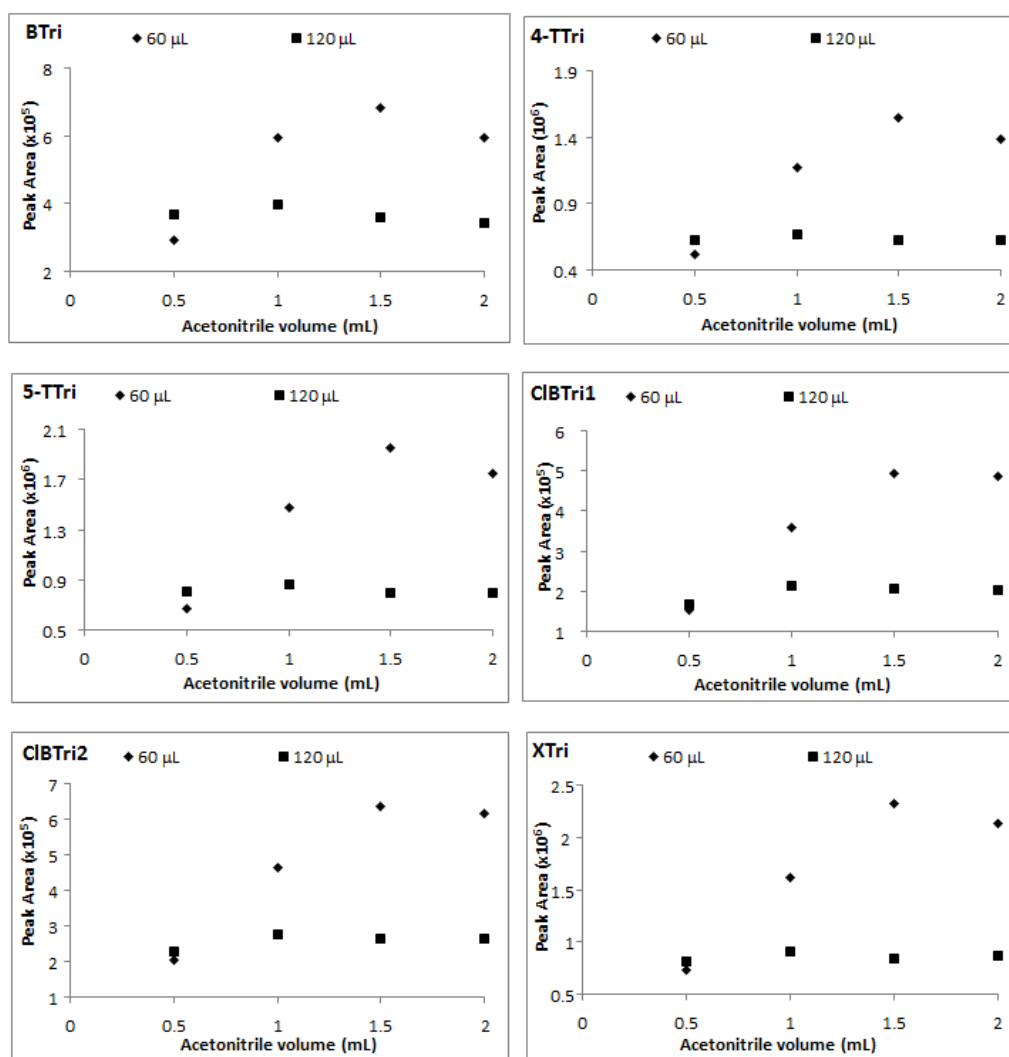 BTri
◆ 60 µL ■ 120 µL
Peak Area (x10⁵)
8
6
4
2
0 0.5 1 1.5 2
Acetonitrile volume (mL)
4-TTri
◆ 60 µL ■ 120 µL
Peak Area (10⁶)
1.9
1.4
0.9
0.4
0 0.5 1 1.5 2
Acetonitrile volume (mL)
5-TTri
◆ 60 µL ■ 120 µL
Peak Area (x10⁶)
2.1
1.7
1.3
0.9
0.5
0 0.5 1 1.5 2
Acetonitrile volume (mL)
ClBTri1
◆ 60 µL ■ 120 µL
Peak Area (x10⁵)
6
5
4
3
2
1
0 0.5 1 1.5 2
Acetonitrile volume (mL)
ClBTri2
◆ 60 µL ■ 120 µL
Peak Area (x10⁵)
7
6
5
4
3
2
1
0 0.5 1 1.5 2
Acetonitrile volume (mL)
XTri
◆ 60 µL ■ 120 µL
Peak Area (x10⁶)
2.5
2
1.5
1
0.5
0 0.5 1 1.5 2
Acetonitrile volume (mL)